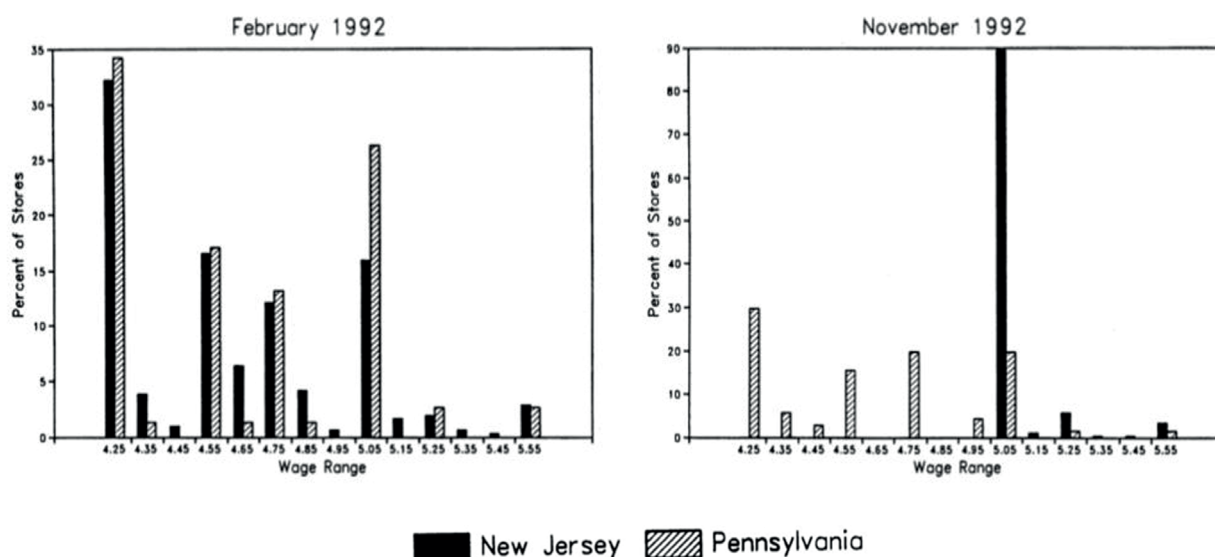 February 1992
35
30
25
20
15
10
5
0
Percent of Stores
4.25 4.35 4.45 4.55 4.65 4.75 4.85 4.95 5.05 5.15 5.25 5.35 5.45 5.55
Wage Range
November 1992
90
80
70
60
50
40
30
20
10
0
Percent of Stores
4.25 4.35 4.45 4.55 4.65 4.75 4.85 4.95 5.05 5.15 5.25 5.35 5.45 5.55
Wage Range
New Jersey Pennsylvania